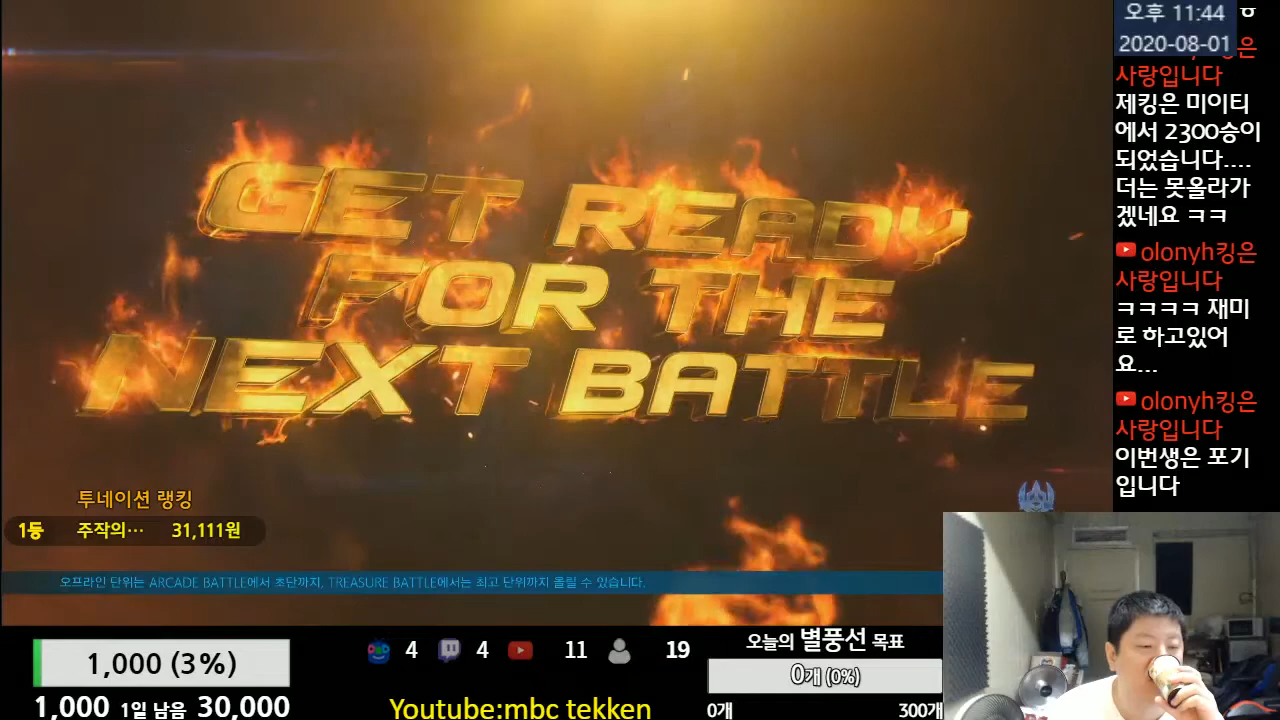 GET READY
FOR THE
NEXT BATTLE
투네이션 랭킹
1등 주작의… 31,111원
오프라인 단위는 ARCADE BATTLE에서 초단까지, TREASURE BATTLE에서는 최고 단위까지 올릴 수 있습니다.
오후 11:44
2020-08-01
은
사랑입니다
제킹은 미이티
에서 2300승이
되었습니다....
더는 못올라가
겠네요 ㅋㅋ
olonyh킹은
사랑입니다
ㅋㅋㅋㅋ 재미
로 하고있어
요...
olonyh킹은
사랑입니다
이번생은 포기
입니다
1,000 (3%)
1,000 1일 남음 30,000
4 4 11 19
Youtube:mbc tekken
오늘의 별풍선 목표
0개 (0%)
0개 300개